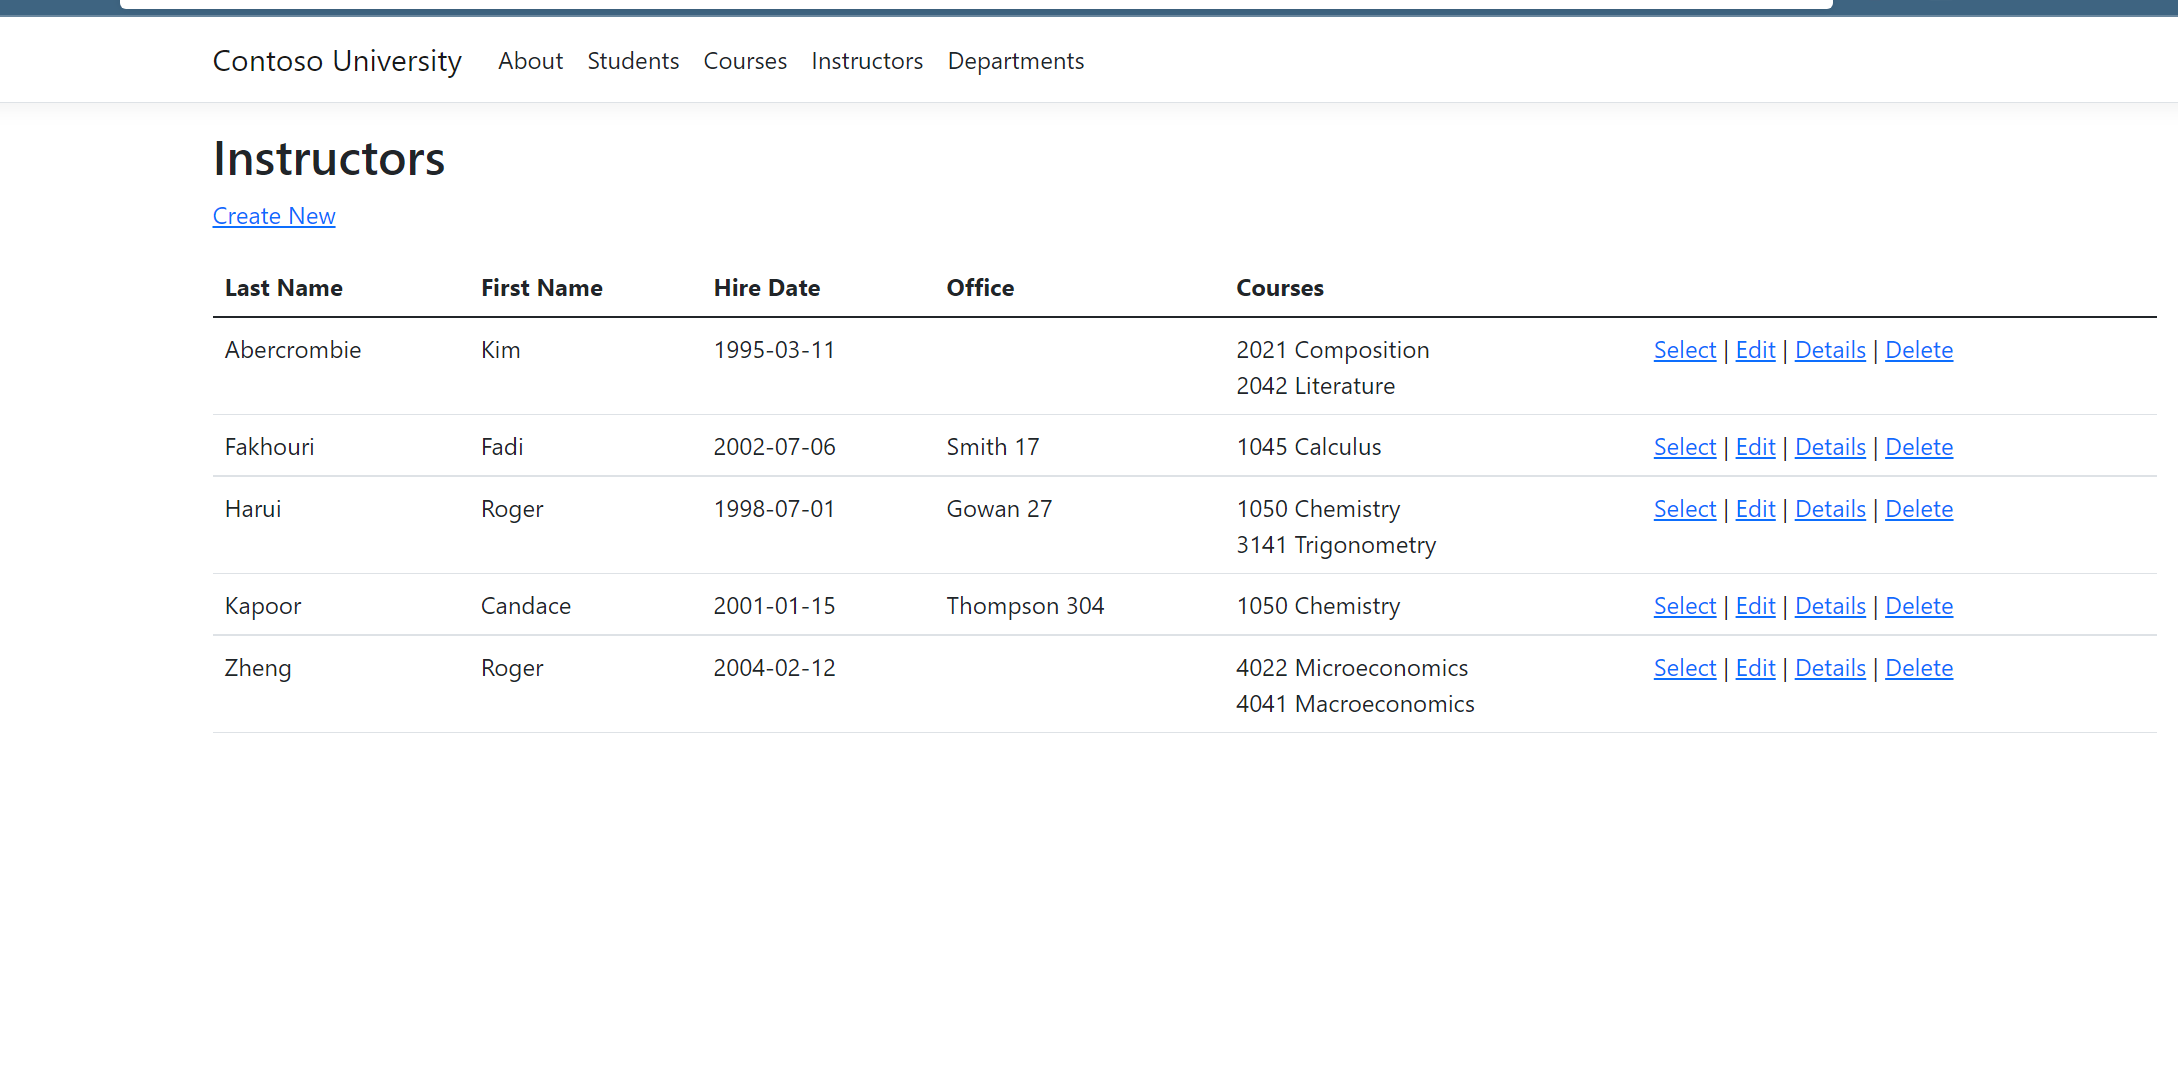 Contoso University About Students Courses Instructors Departments
Instructors
Create New
Last Name First Name Hire Date Office Courses
Abercrombie Kim 1995-03-11 2021 Composition Select | Edit | Details | Delete
2042 Literature
Fakhouri Fadi 2002-07-06 Smith 17 1045 Calculus Select | Edit | Details | Delete
Harui Roger 1998-07-01 Gowan 27 1050 Chemistry Select | Edit | Details | Delete
3141 Trigonometry
Kapoor Candace 2001-01-15 Thompson 304 1050 Chemistry Select | Edit | Details | Delete
Zheng Roger 2004-02-12 4022 Microeconomics Select | Edit | Details | Delete
4041 Macroeconomics